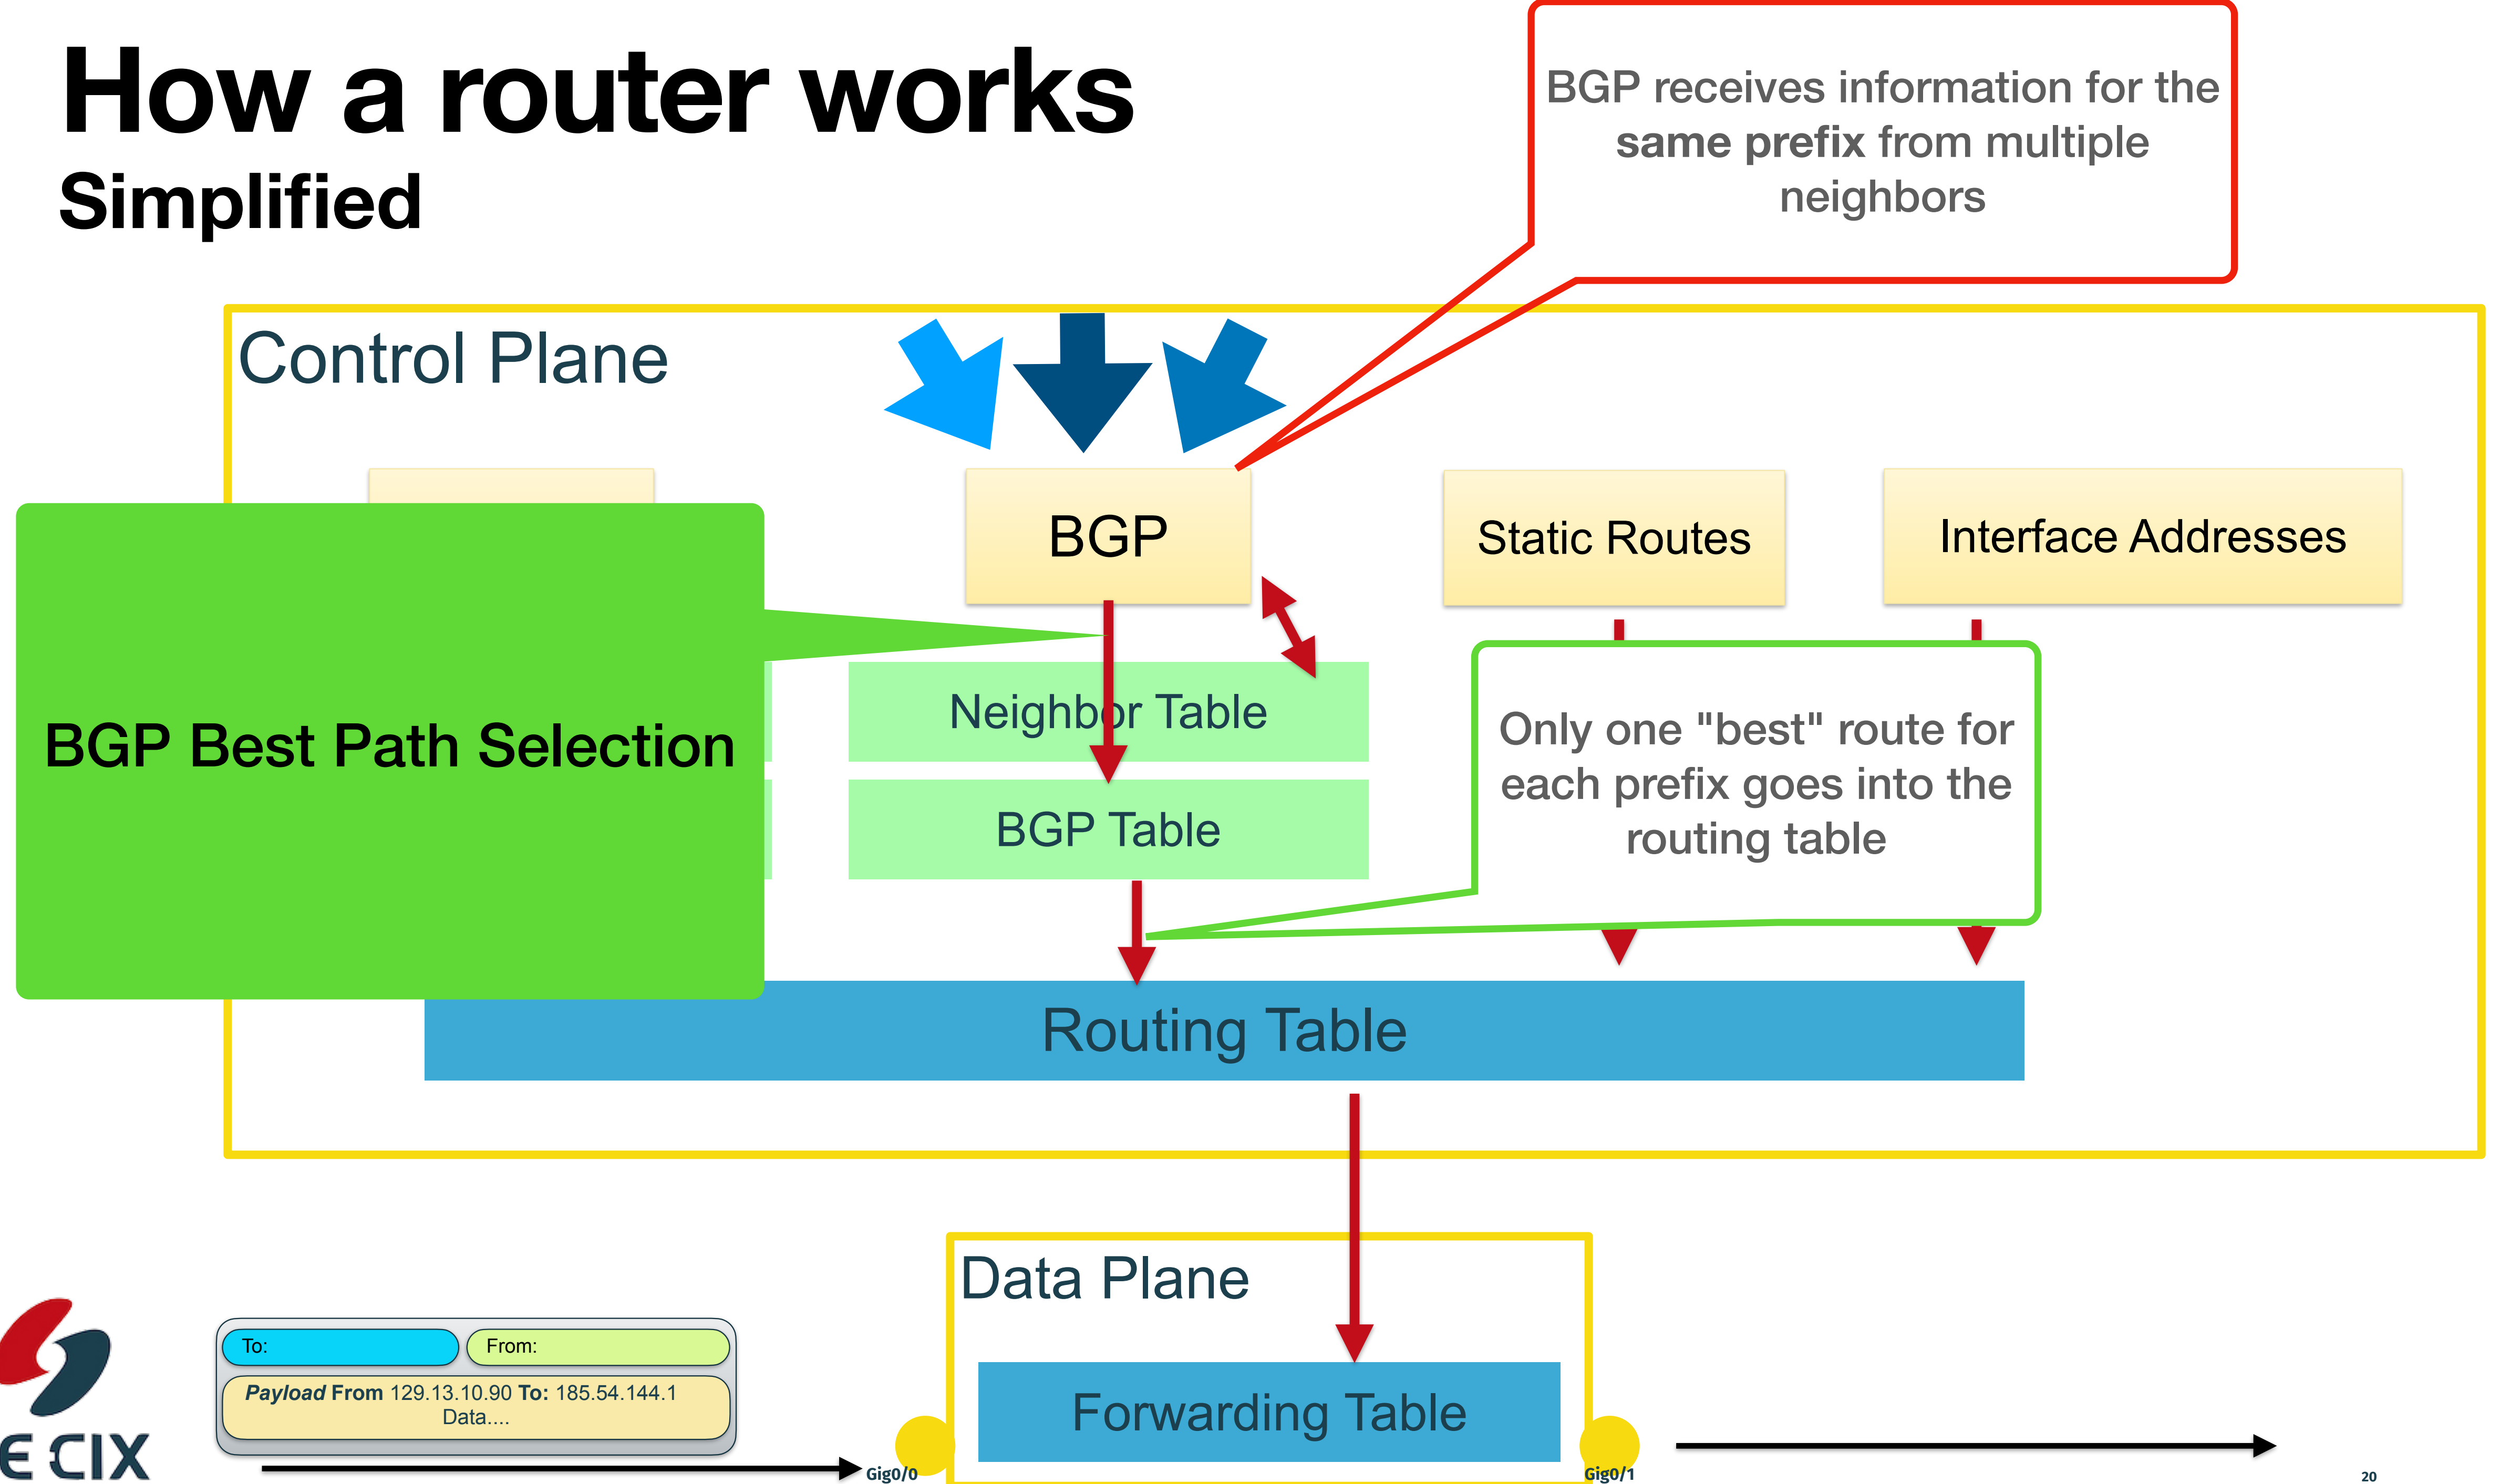 How a router works
Simplified
BGP receives information for the
same prefix from multiple
neighbors
Control Plane
BGP
Static Routes
Interface Addresses
BGP Best Path Selection
Neighbor Table
BGP Table
Only one "best" route for
each prefix goes into the
routing table
Routing Table
Data Plane
Forwarding Table
To:
From:
Payload From 129.13.10.90 To: 185.54.144.1
Data....
Gig0/0
Gig0/1
E CIX
20